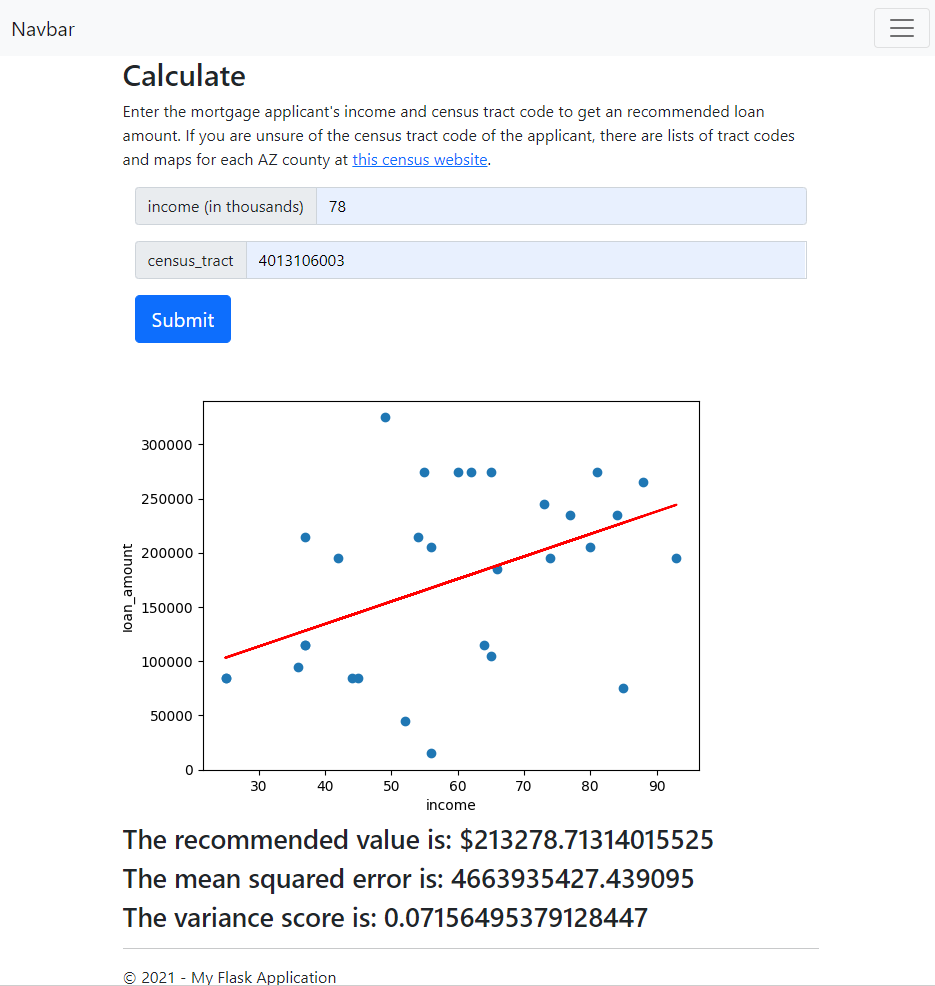 Navbar
Calculate
Enter the mortgage applicant's income and census tract code to get an recommended loan
amount. If you are unsure of the census tract code of the applicant, there are lists of tract codes
and maps for each AZ county at this census website.
income (in thousands) 78
census_tract 4013106003
Submit
300000
250000
200000
150000
100000
50000
0
loan_amount
30 40 50 60 70 80 90
income
The recommended value is: $213278.71314015525
The mean squared error is: 4663935427.439095
The variance score is: 0.07156495379128447
© 2021 - My Flask Application